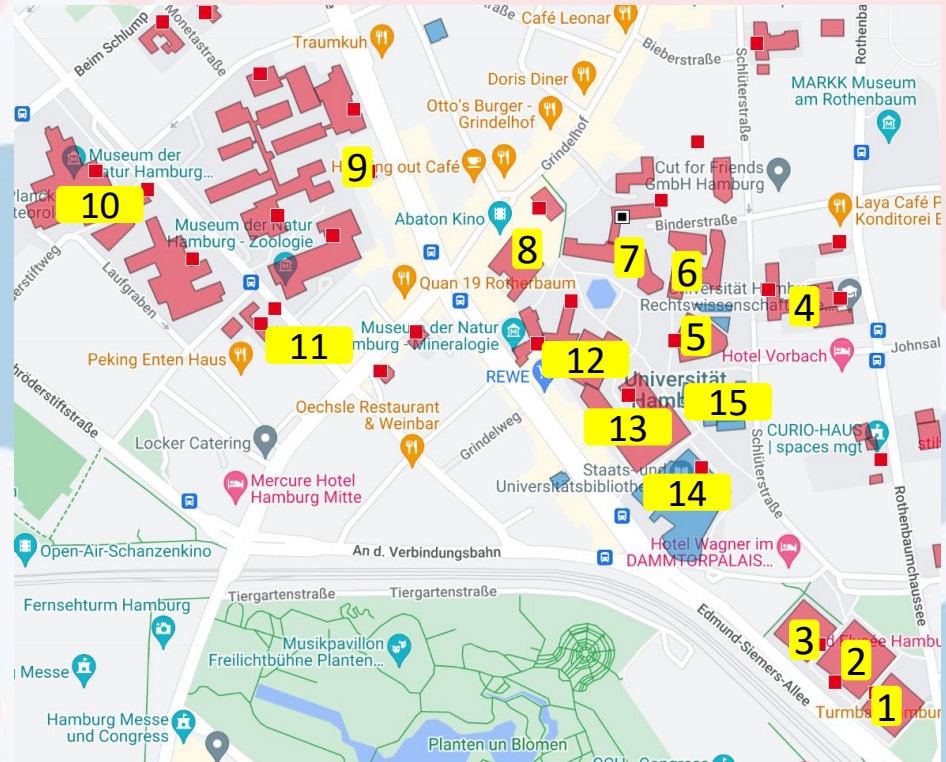 Café Leonar
Beim Schlump
Monetastraße
Traumkuh
Bieberstraße
Doris Diner
Schlüterstraße
MARKK Museum
am Rothenbaum
Otto's Burger -
Grindelhof
Grindelhof
9
Museum der
Natur Hamburg...
Café
Cut for Friends
GmbH Hamburg
10
Abaton Kino
Binderstraße
Laya Café
Konditorei
Museum der Natur
Hamburg - Zoologie
8
7
6
Laufgraben
Quan 19 Rotherbaum
Rechtswissenschaft
4
Museum der Natur
Hamburg - Mineralogie
5
11
Peking Enten Haus
12
Hotel Vorbach
REWE
Universität
15
Schröderstiftstraße
Oechsle Restaurant
& Weinbar
13
CURIO-HAUS
| spaces mgt
Locker Catering
Grindelweg
Schlüterstraße
Staats- und
Universitätsbibliothek
14
Mercure Hotel
Hamburg Mitte
Rothenbaumchaussee
Open-Air-Schanzenkino
An d. Verbindungsbahn
Hotel Wagner im
DAMMTORPALAIS...
Tiergartenstraße
Tiergartenstraße
Fernsehturm Hamburg
Edmund-Siemers-Allee
Musikpavillon
Freilichtbühne Planten...
3
2
Messe
1
Hamburg Messe
und Congress
Planten un Blomen